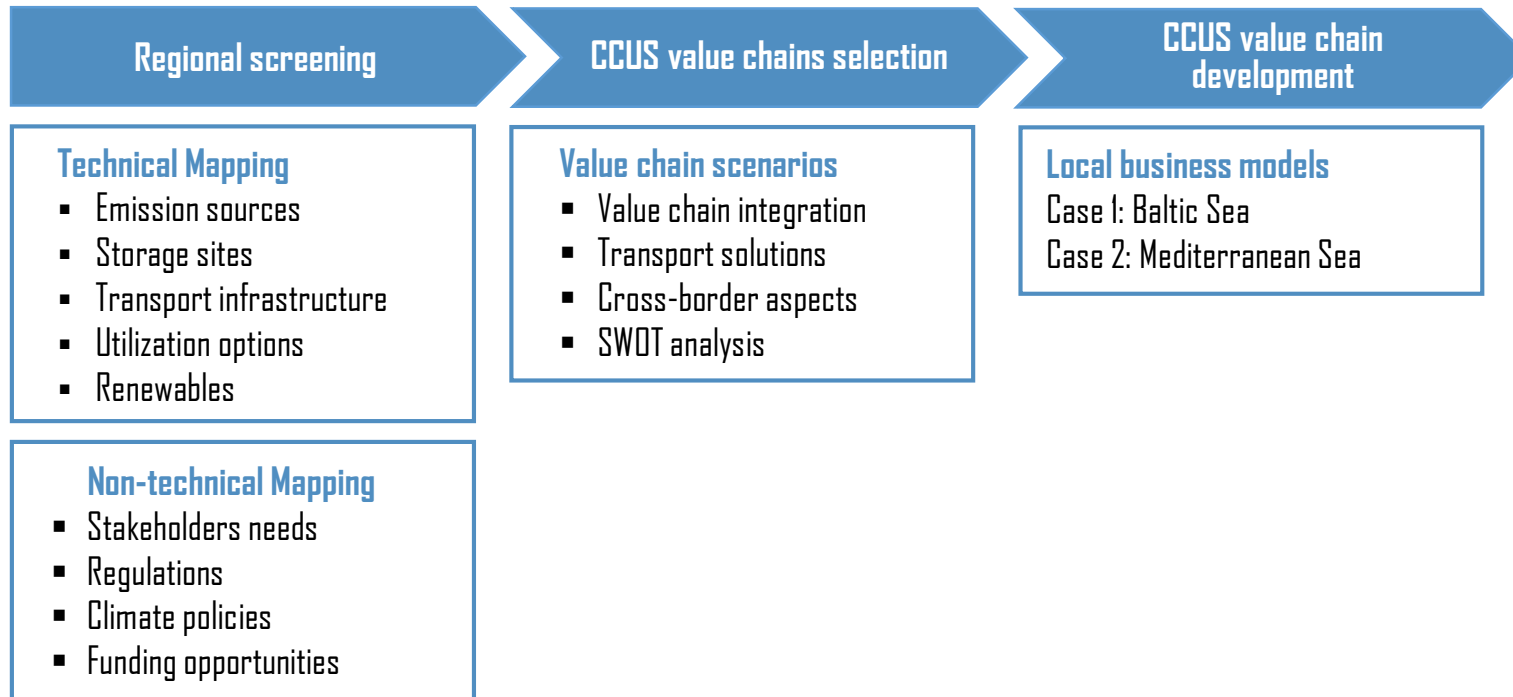 Regional screening
CCUS value chains selection
CCUS value chain
development
Technical Mapping
▪ Emission sources
▪ Storage sites
▪ Transport infrastructure
▪ Utilization options
▪ Renewables
Non-technical Mapping
▪ Stakeholders needs
▪ Regulations
▪ Climate policies
▪ Funding opportunities
Value chain scenarios
▪ Value chain integration
▪ Transport solutions
▪ Cross-border aspects
▪ SWOT analysis
Local business models
Case 1: Baltic Sea
Case 2: Mediterranean Sea